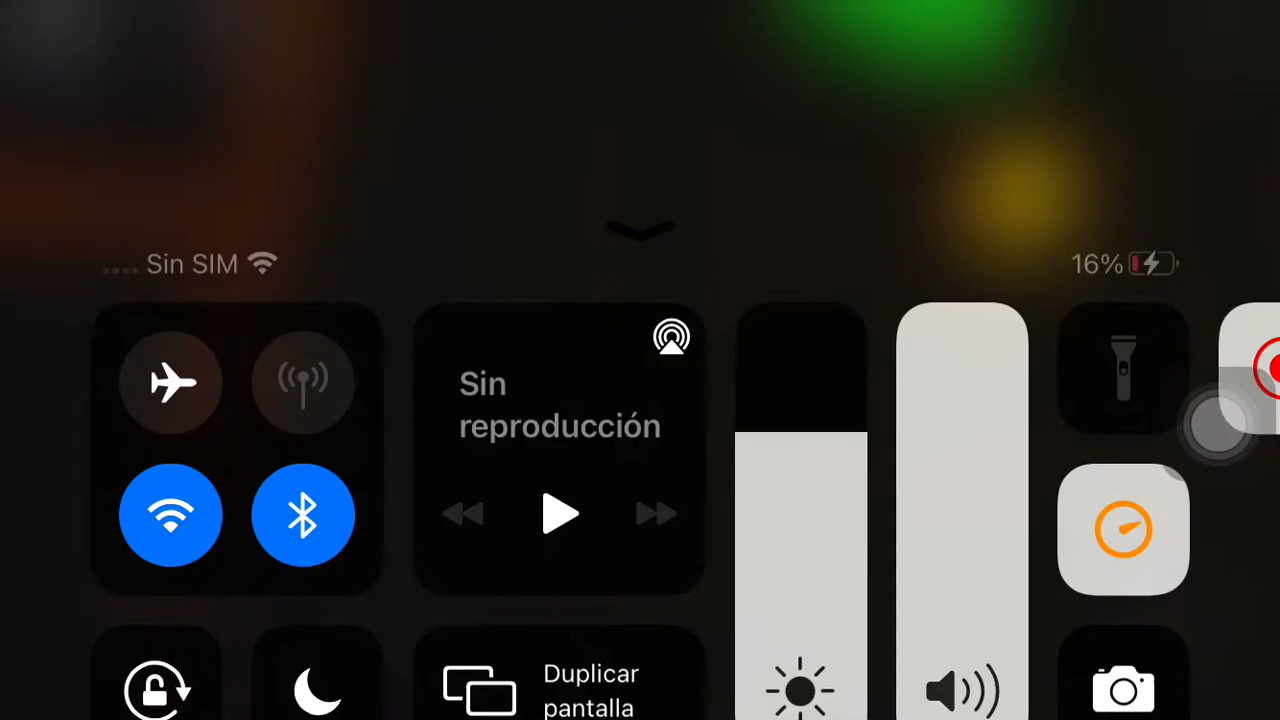 Sin SIM
16%
Sin
reproducción
Duplicar
pantalla